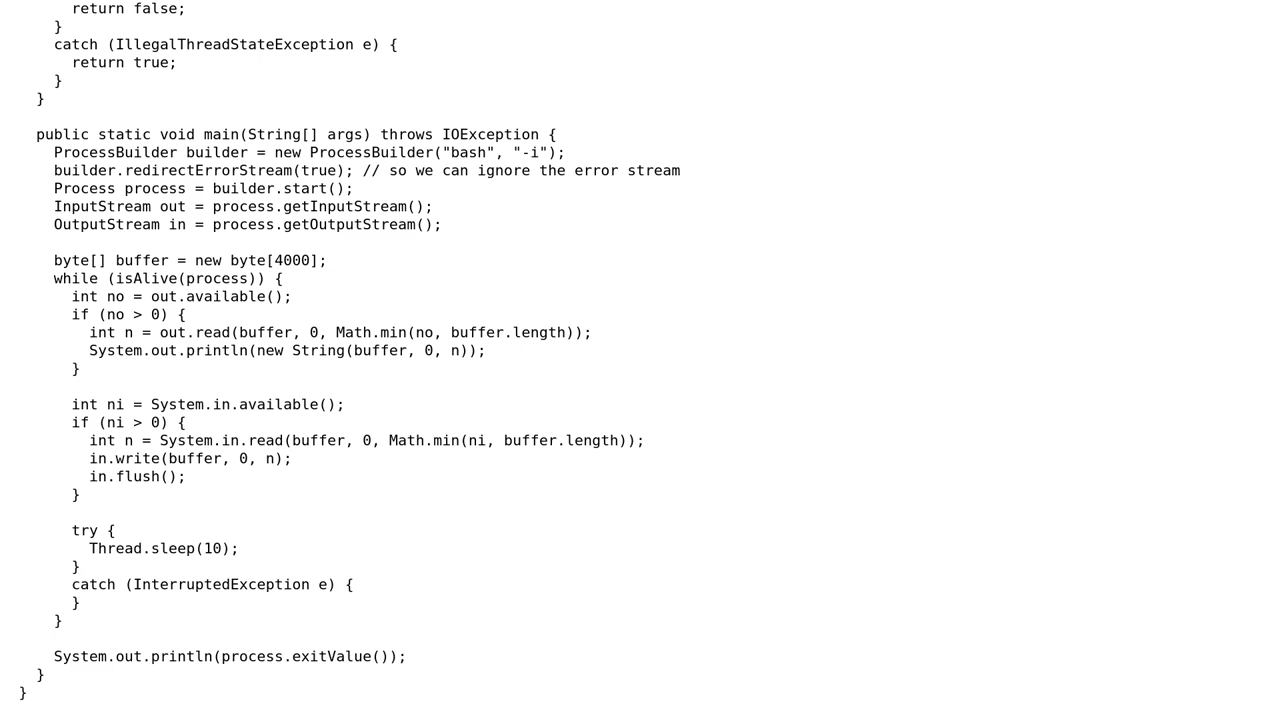 return false;
    }
    catch (IllegalThreadStateException e) {
      return true;
    }
  }

  public static void main(String[] args) throws IOException {
    ProcessBuilder builder = new ProcessBuilder("bash", "-i");
    builder.redirectErrorStream(true); // so we can ignore the error stream
    Process process = builder.start();
    InputStream out = process.getInputStream();
    OutputStream in = process.getOutputStream();

    byte[] buffer = new byte[4000];
    while (isAlive(process)) {
      int no = out.available();
      if (no > 0) {
        int n = out.read(buffer, 0, Math.min(no, buffer.length));
        System.out.println(new String(buffer, 0, n));
      }

      int ni = System.in.available();
      if (ni > 0) {
        int n = System.in.read(buffer, 0, Math.min(ni, buffer.length));
        in.write(buffer, 0, n);
        in.flush();
      }

      try {
        Thread.sleep(10);
      }
      catch (InterruptedException e) {
      }
    }

    System.out.println(process.exitValue());
  }
}